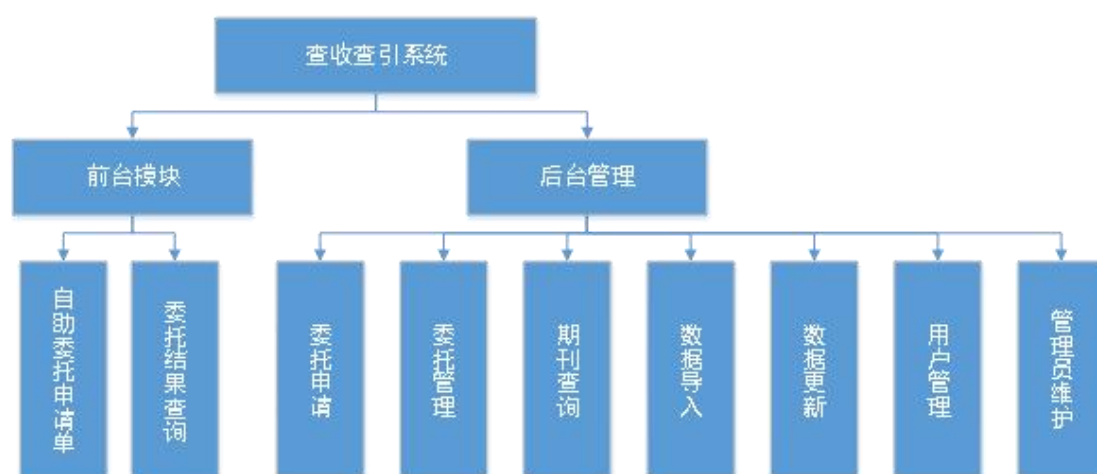 查收查引系统
前台模块
后台管理
自助委托申请单
委托结果查询
委托申请
委托管理
期刊查询
数据导入
数据更新
用户管理
管理员维护